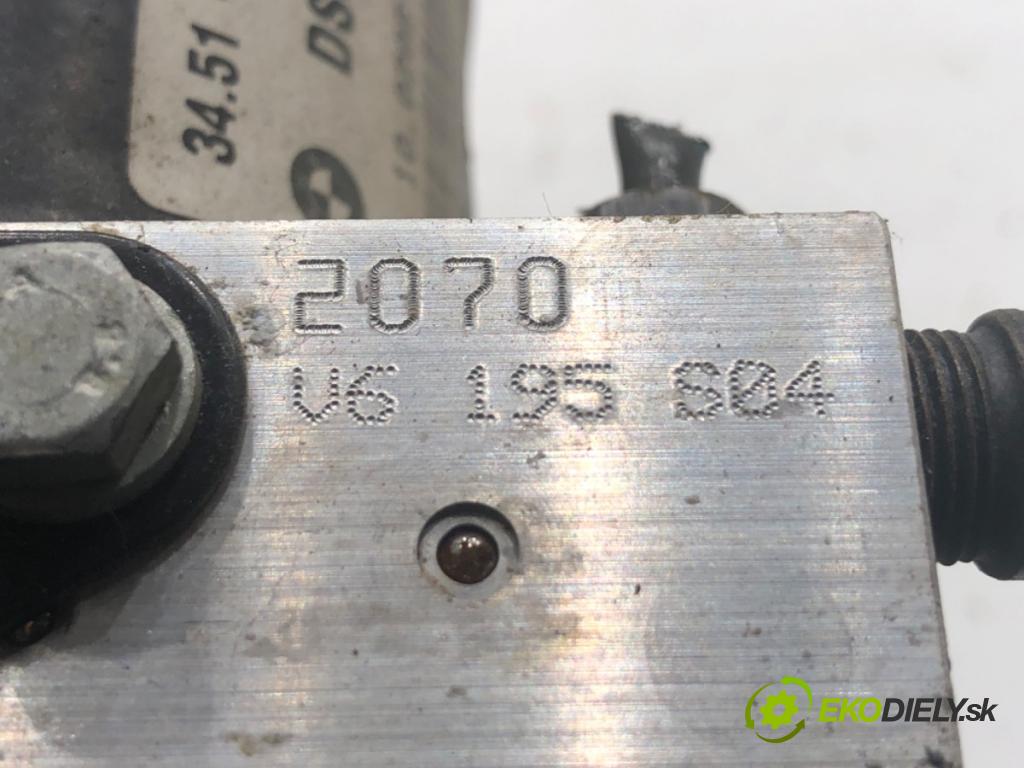 34.51
DS
2070
V6 195 S04
EKODIELY.sk